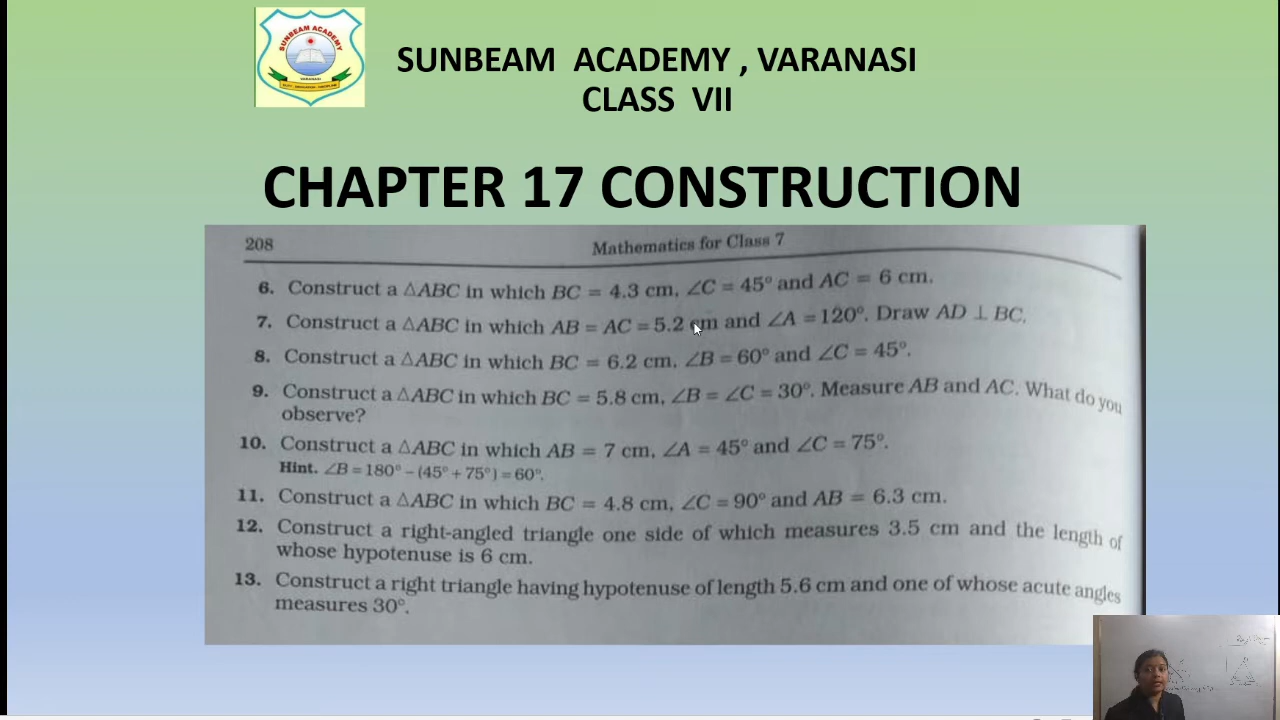 SUNBEAM ACADEMY
VARANASI
SUNBEAM ACADEMY , VARANASI
CLASS VII
CHAPTER 17 CONSTRUCTION
208
Mathematics for Class 7
6. Construct a △ABC in which BC = 4.3 cm, ∠C = 45° and AC = 6 cm.
7. Construct a △ABC in which AB = AC = 5.2 cm and ∠A = 120°. Draw AD ⊥ BC.
8. Construct a △ABC in which BC = 6.2 cm, ∠B = 60° and ∠C = 45°.
9. Construct a △ABC in which BC = 5.8 cm, ∠B = ∠C = 30°. Measure AB and AC. What do you
observe?
10. Construct a △ABC in which AB = 7 cm, ∠A = 45° and ∠C = 75°.
Hint. ∠B = 180° − (45° + 75°) = 60°.
11. Construct a △ABC in which BC = 4.8 cm, ∠C = 90° and AB = 6.3 cm.
12. Construct a right-angled triangle one side of which measures 3.5 cm and the length of
whose hypotenuse is 6 cm.
13. Construct a right triangle having hypotenuse of length 5.6 cm and one of whose acute angles
measures 30°.